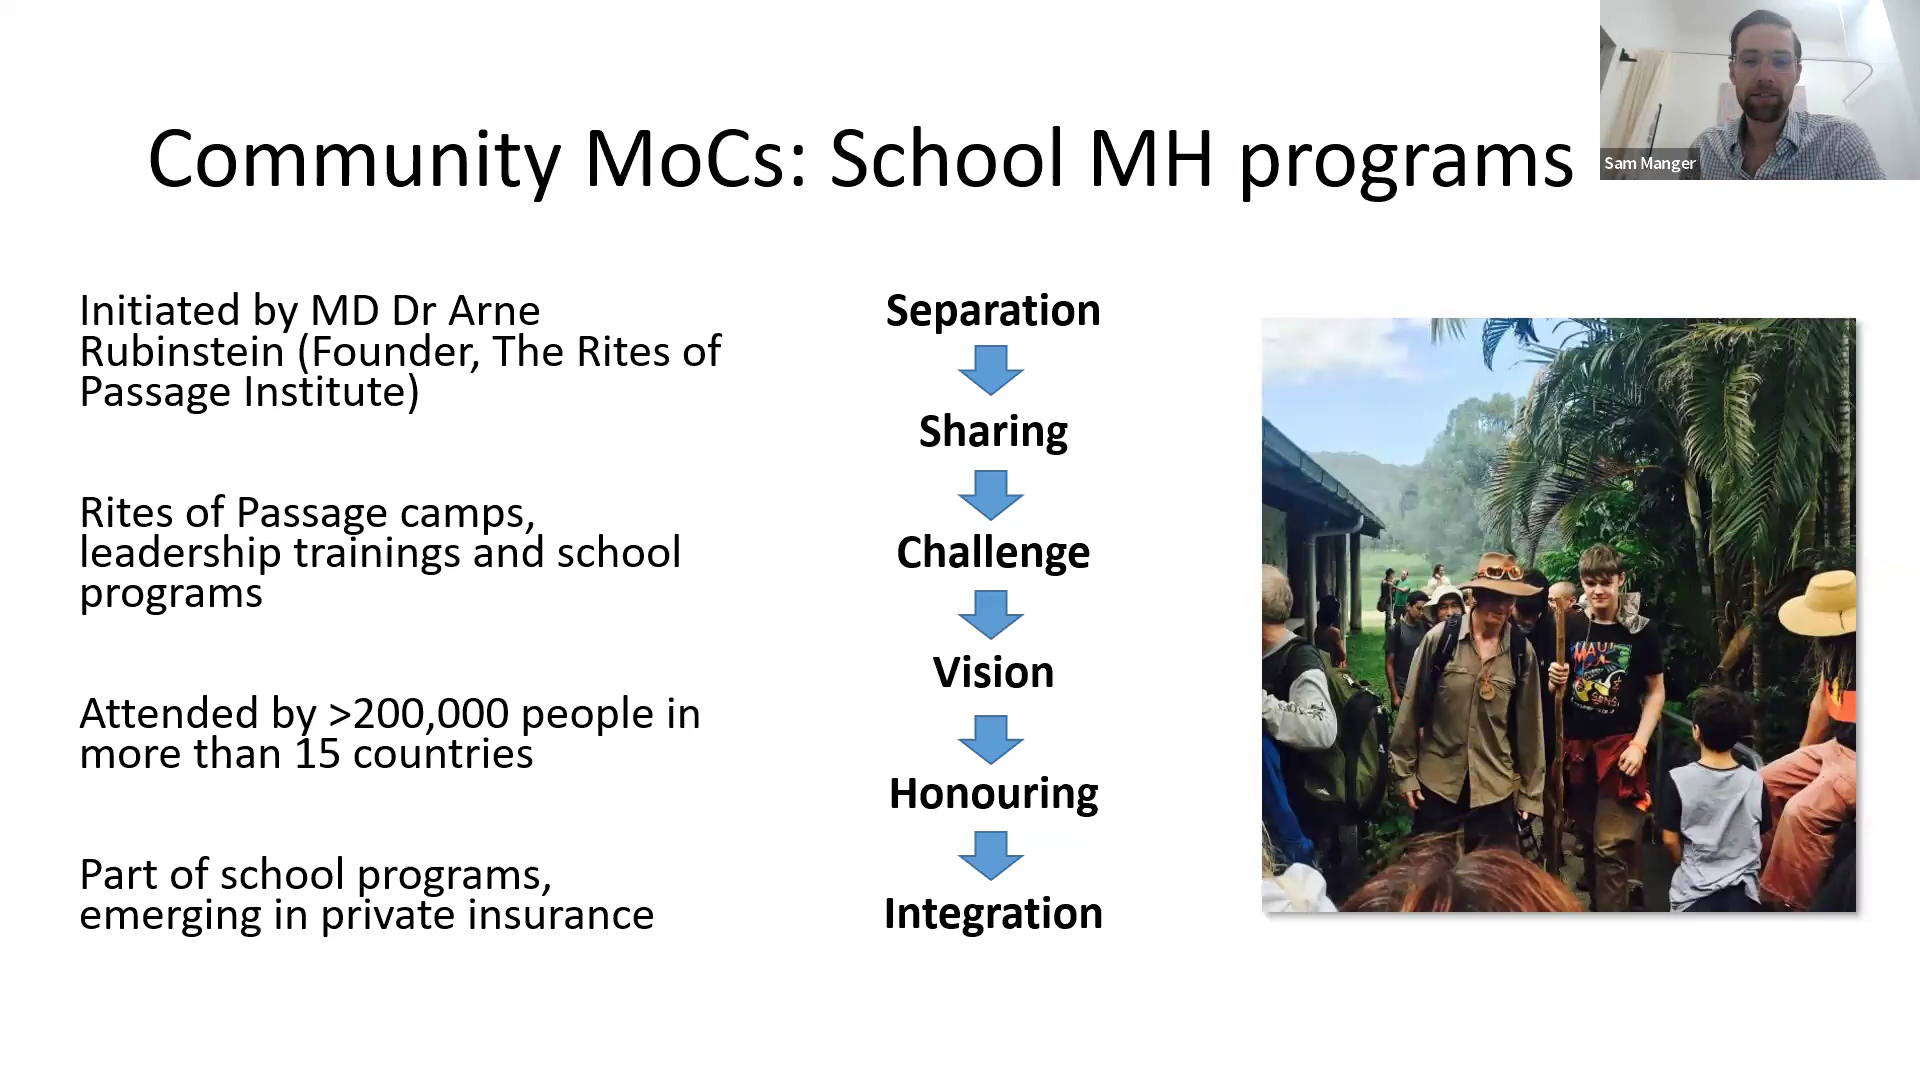 Community MoCs: School MH programs
Sam Manger
Initiated by MD Dr Arne
Rubinstein (Founder, The Rites of
Passage Institute)
Rites of Passage camps,
leadership trainings and school
programs
Attended by >200,000 people in
more than 15 countries
Part of school programs,
emerging in private insurance
Separation
Sharing
Challenge
Vision
Honouring
Integration
MAUI